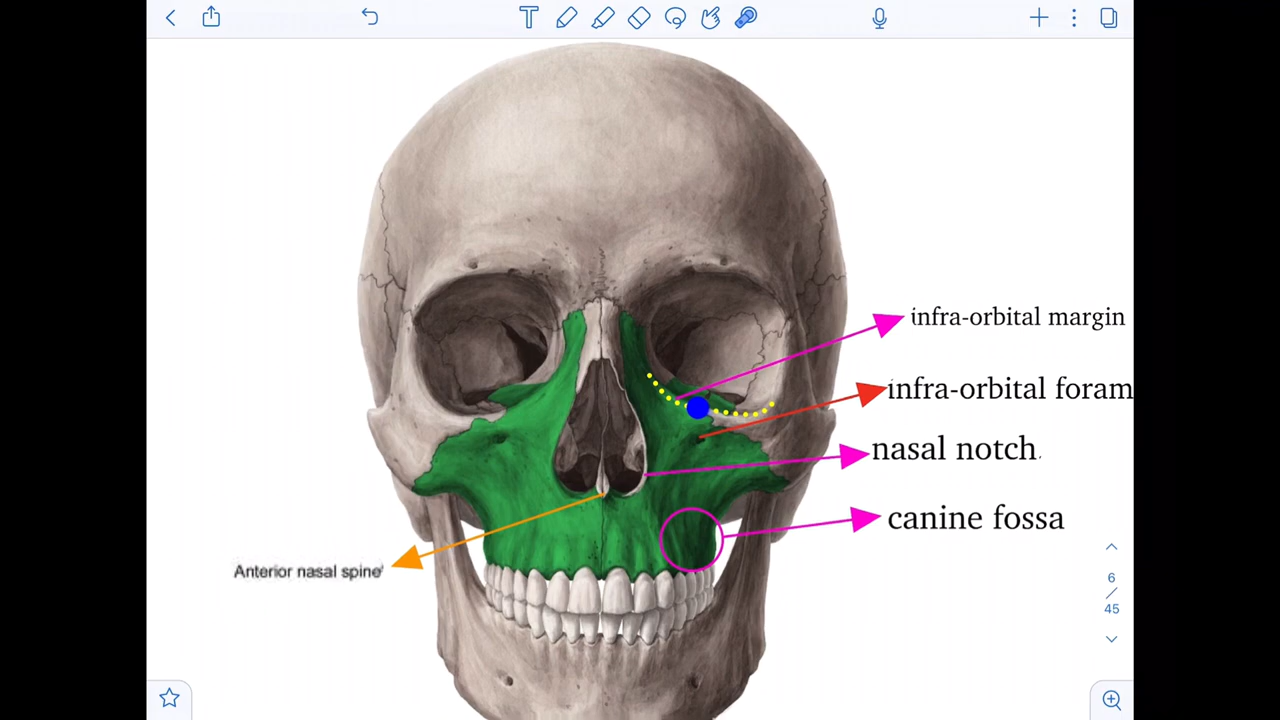 infra-orbital margin
infra-orbital foram
nasal notch.
canine fossa
Anterior nasal spine
6
/
45